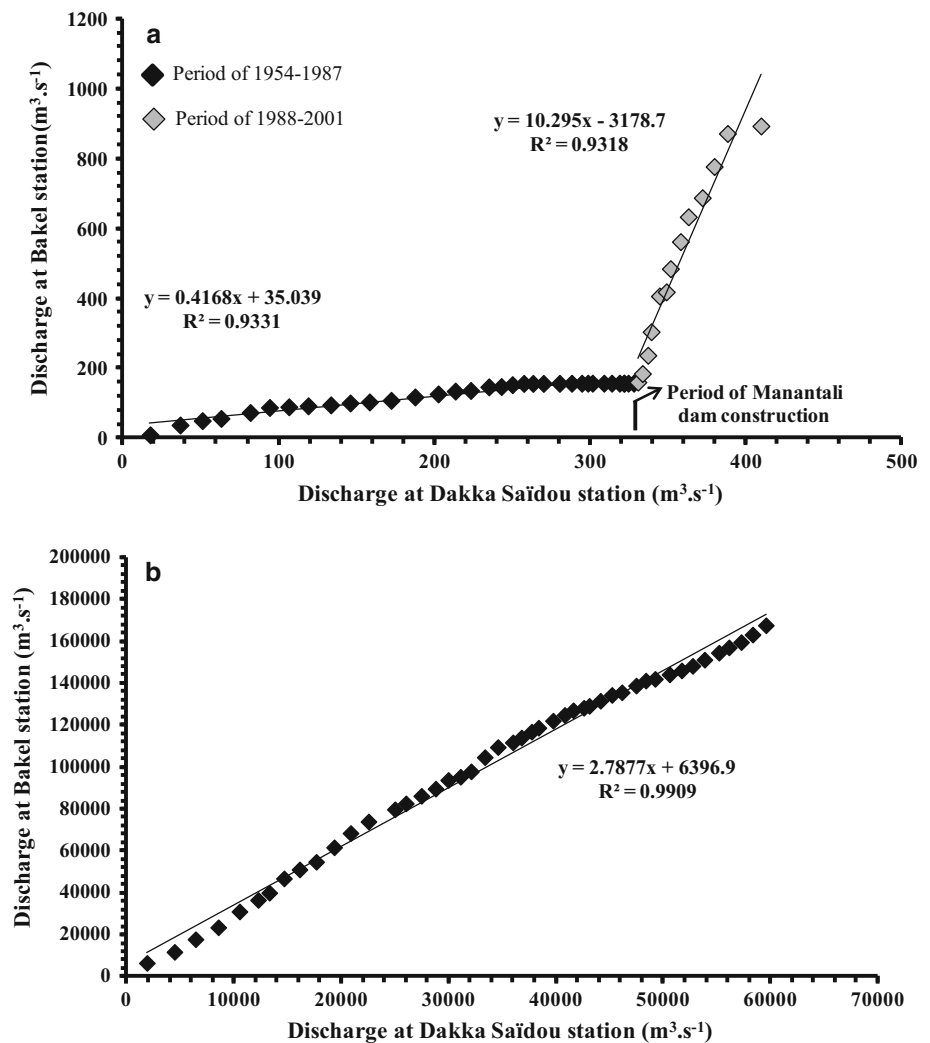 a
Period of 1954-1987
Period of 1988-2001
y = 10.295x - 3178.7
R² = 0.9318
y = 0.4168x + 35.039
R² = 0.9331
Period of Manantali
dam construction
1200
1000
800
600
400
200
0
0 100 200 300 400 500
Discharge at Bakel station(m³.s⁻¹)
Discharge at Dakka Saïdou station (m³.s⁻¹)
b
200000
180000
160000
140000
120000
100000
80000
60000
40000
20000
0
y = 2.7877x + 6396.9
R² = 0.9909
0 10000 20000 30000 40000 50000 60000 70000
Discharge at Bakel station (m³.s⁻¹)
Discharge at Dakka Saïdou station (m³.s⁻¹)